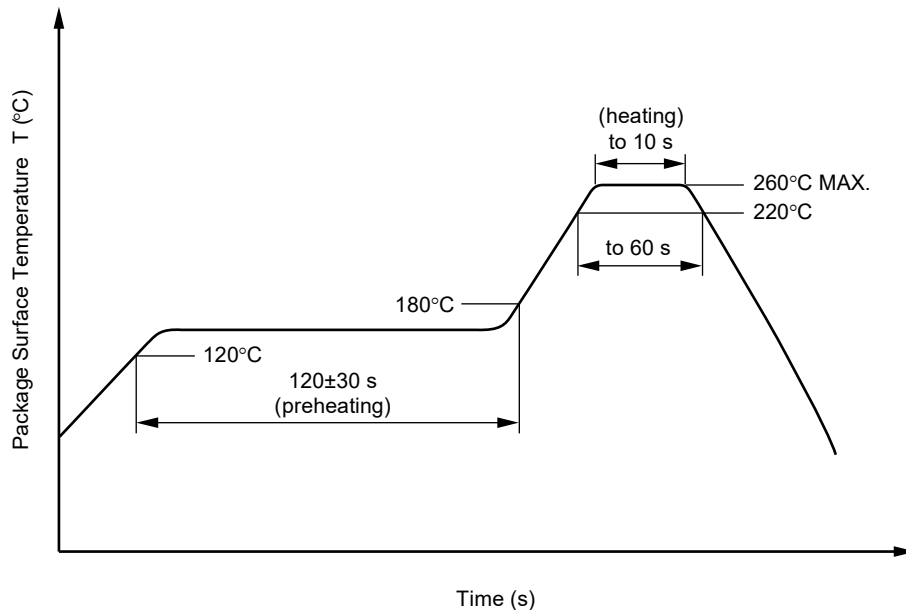 Package Surface Temperature T (°C)
(heating)
to 10 s
260°C MAX.
220°C
to 60 s
180°C
120°C
120±30 s
(preheating)
Time (s)